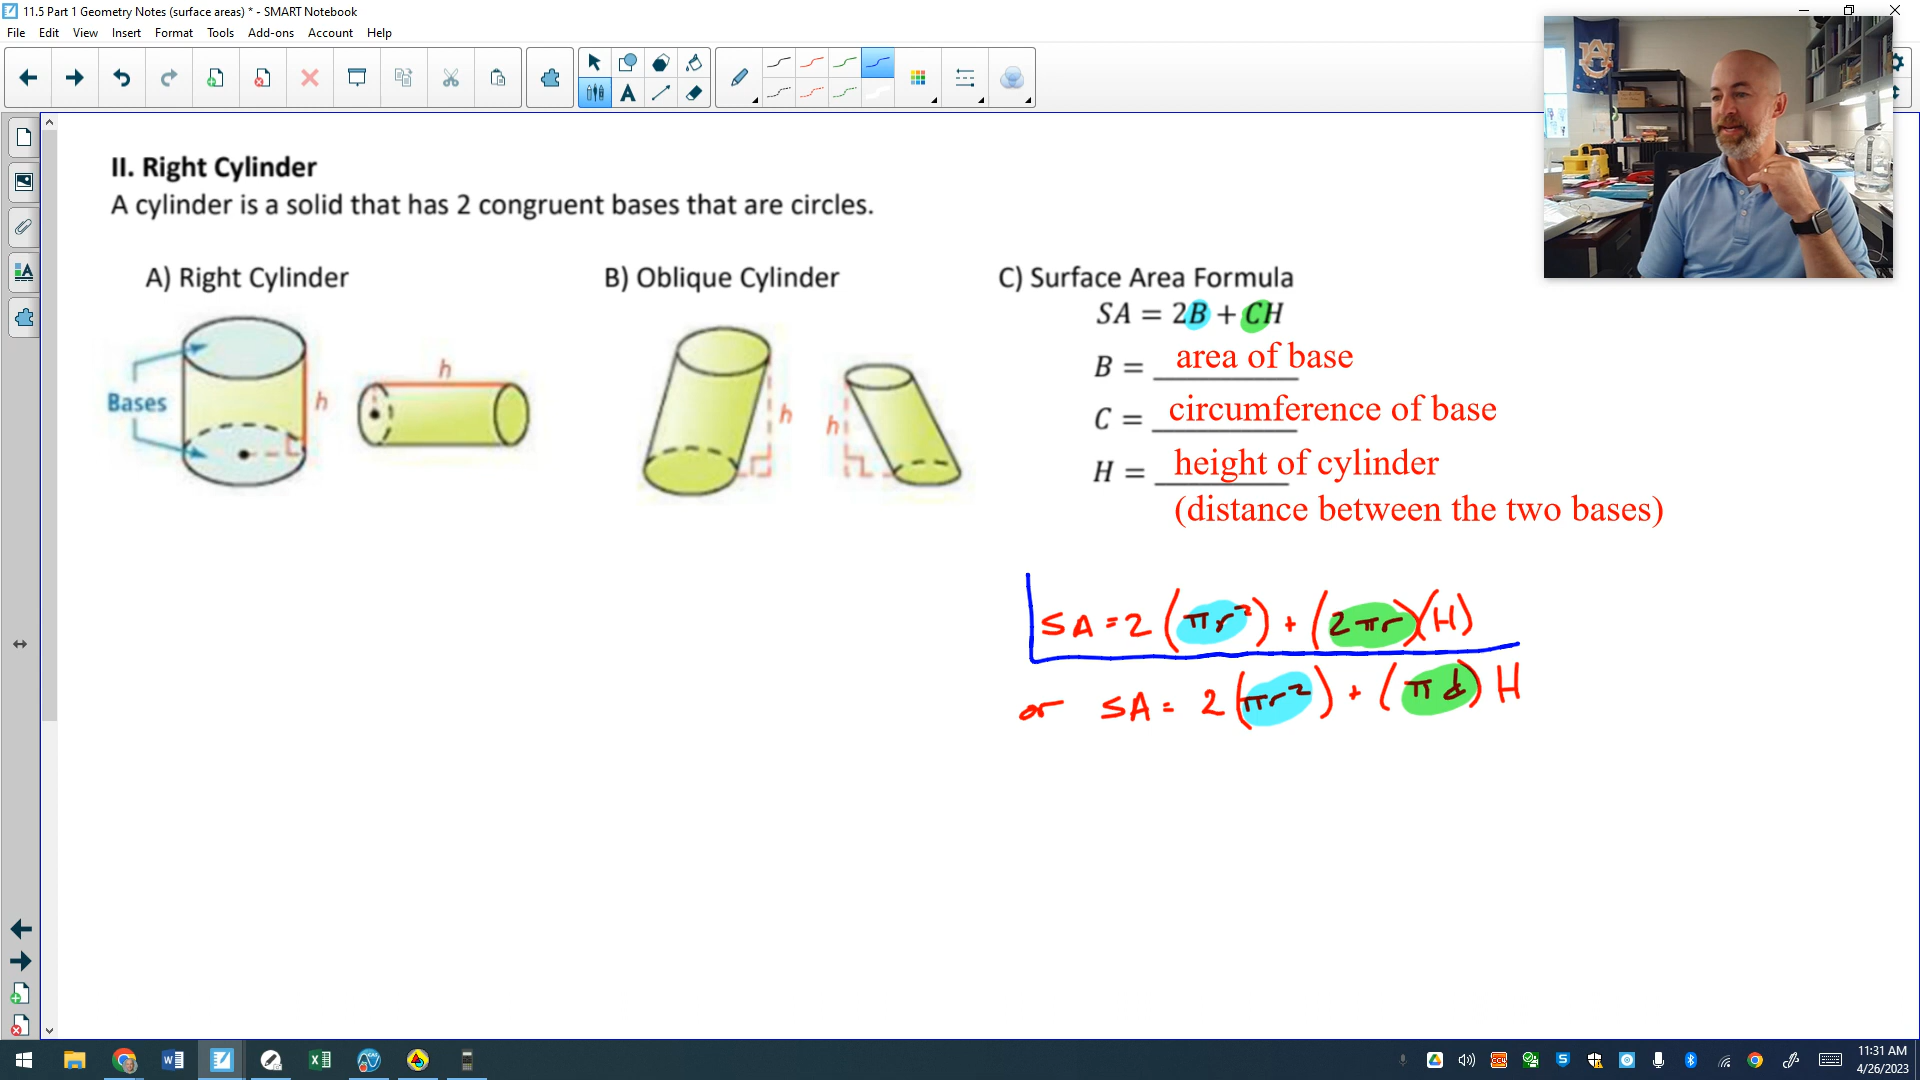 11.5 Part 1 Geometry Notes (surface areas) * - SMART Notebook
File Edit View Insert Format Tools Add-ons Account Help
II. Right Cylinder
A cylinder is a solid that has 2 congruent bases that are circles.
A) Right Cylinder
Bases
h
h
B) Oblique Cylinder
h
h
C) Surface Area Formula
SA = 2B + CH
B = area of base
C = circumference of base
H = height of cylinder
(distance between the two bases)
SA = 2 (πr²) + (2πr)(H)
or SA = 2(πr²) + (πd) H
11:31 AM
4/26/2023